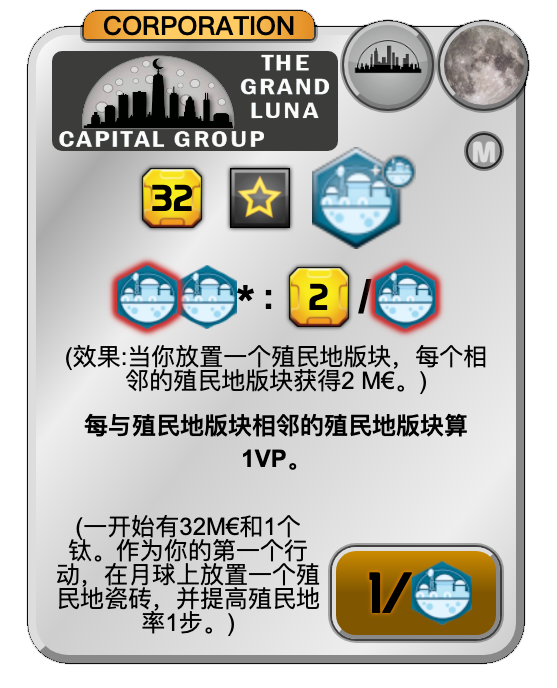 CORPORATION
THE
GRAND
LUNA
CAPITAL GROUP
M
32
* : 2 /
(效果:当你放置一个殖民地版块，每个相
邻的殖民地版块获得2 M€。)
每与殖民地版块相邻的殖民地版块算
1VP。
(一开始有32M€和1个
钛。作为你的第一个行
动，在月球上放置一个殖
民地瓷砖，并提高殖民地
率1步。)
1/